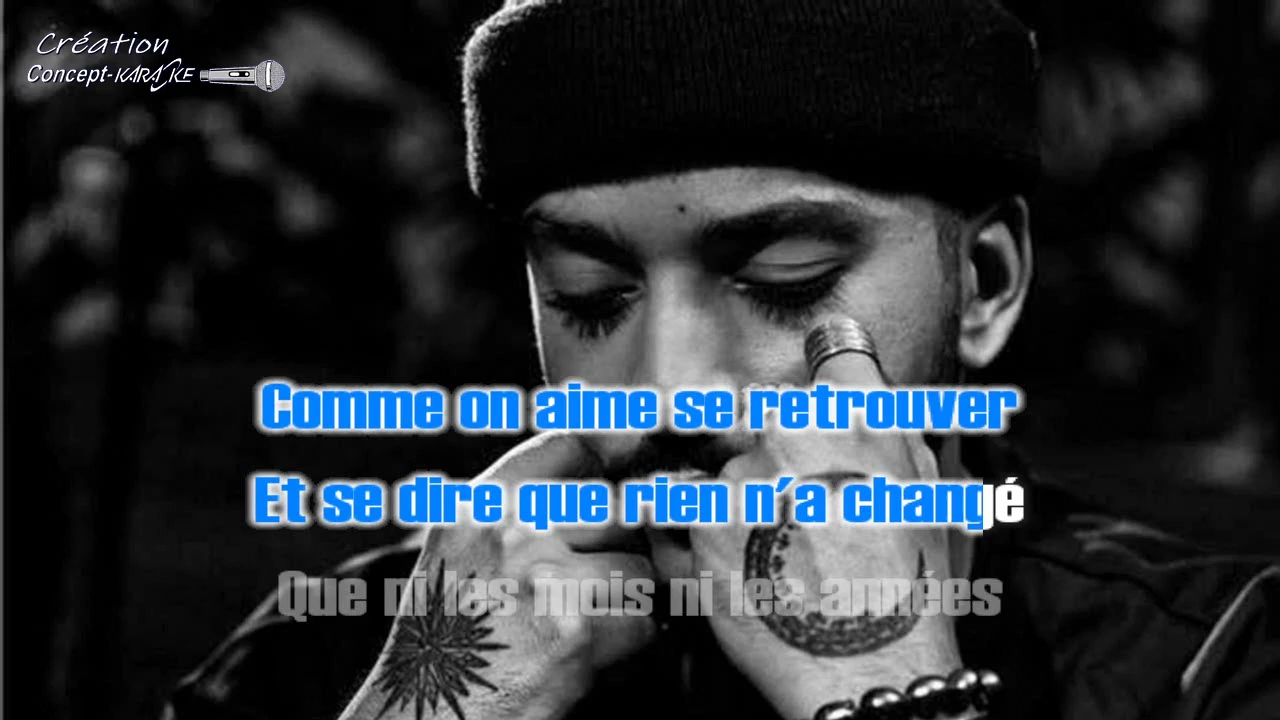 Création
Concept-KARAOKE
Comme on aime se retrouver
Et se dire que rien n'a changé
Que ni les mois ni les années